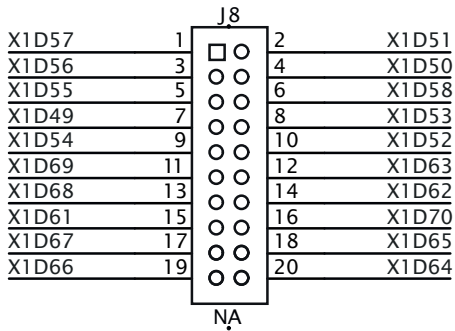 J8
X1D57 1 2 X1D51
X1D56 3 4 X1D50
X1D55 5 6 X1D58
X1D49 7 8 X1D53
X1D54 9 10 X1D52
X1D69 11 12 X1D63
X1D68 13 14 X1D62
X1D61 15 16 X1D70
X1D67 17 18 X1D65
X1D66 19 20 X1D64
NA